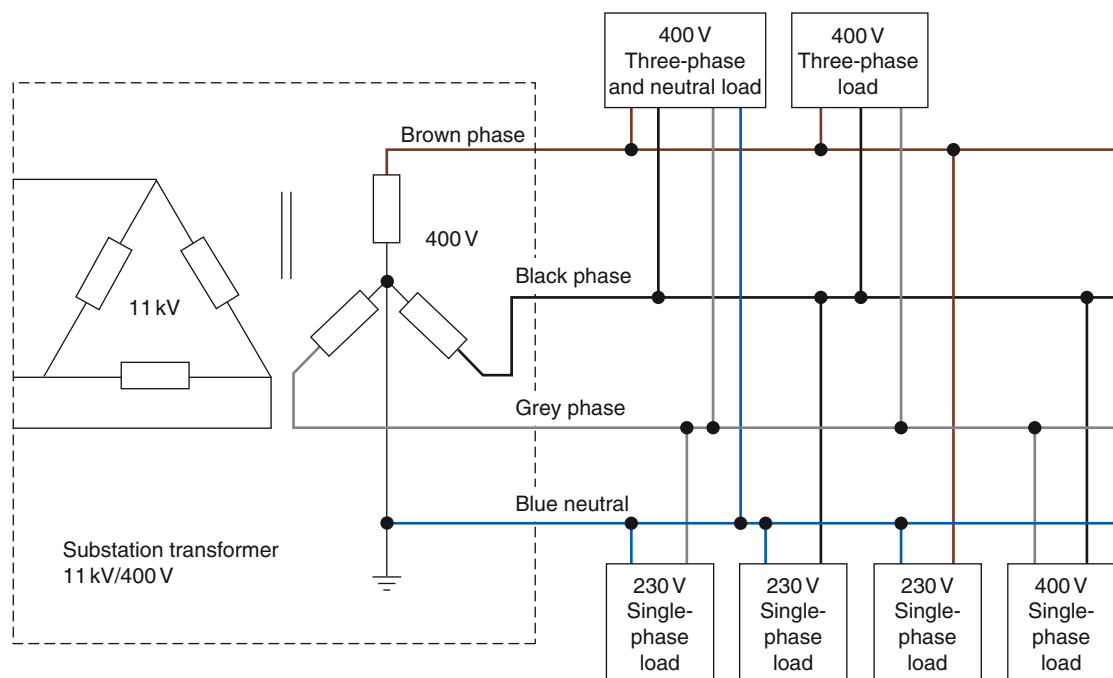 400 V
Three-phase
and neutral load
400 V
Three-phase
load
Brown phase
400 V
Black phase
11 kV
Grey phase
Blue neutral
Substation transformer
11 kV/400 V
230 V
Single-
phase
load
230 V
Single-
phase
load
230 V
Single-
phase
load
400 V
Single-
phase
load